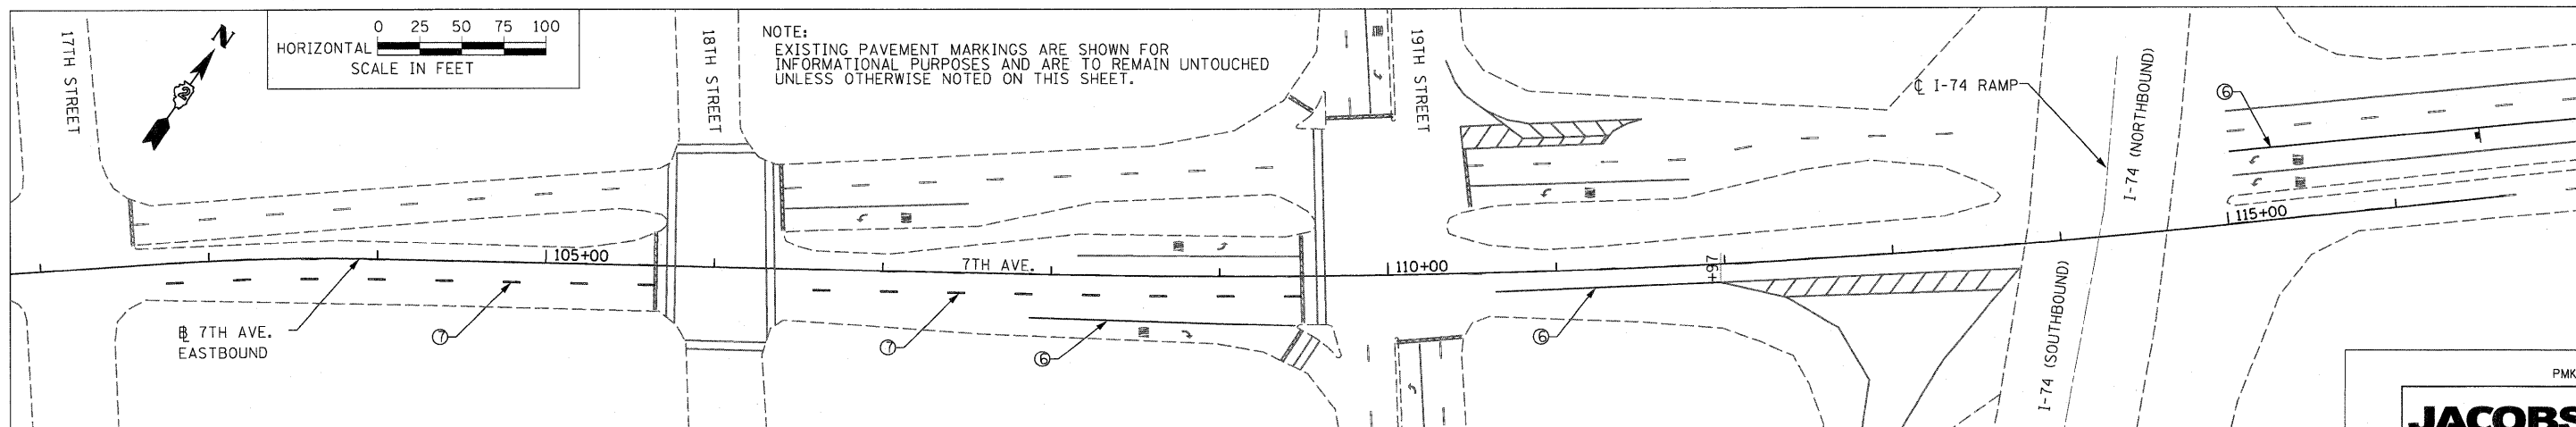 17TH STREET
N
0 25 50 75 100
HORIZONTAL
SCALE IN FEET
18TH STREET
NOTE:
EXISTING PAVEMENT MARKINGS ARE SHOWN FOR
INFORMATIONAL PURPOSES AND ARE TO REMAIN UNTOUCHED
UNLESS OTHERWISE NOTED ON THIS SHEET.
19TH STREET
℄ I-74 RAMP
I-74 (NORTHBOUND)
6
115+00
105+00
7TH AVE.
110+00
+97
I-74 (SOUTHBOUND)
7TH AVE.
EASTBOUND
7
7
6
6
PMK
JACOBS